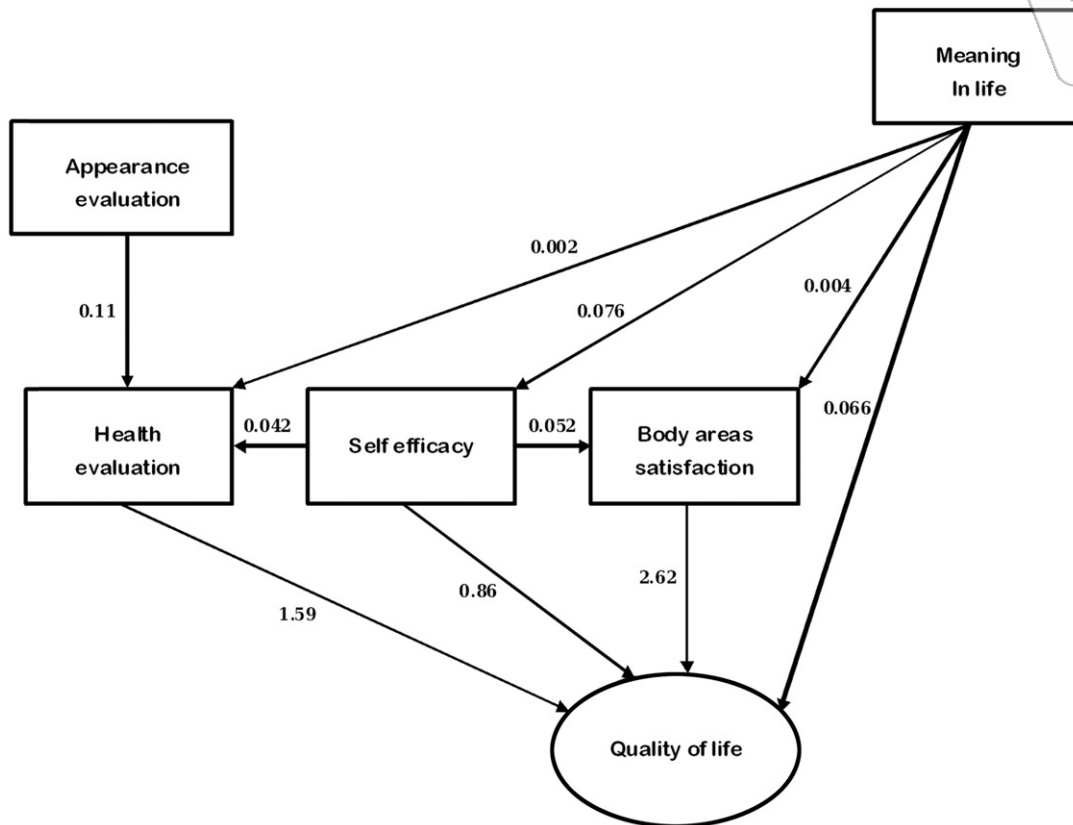 Meaning
In life
Appearance
evaluation
0.002
0.004
0.11
0.076
0.066
Health
evaluation
0.042
Self efficacy
0.052
Body areas
satisfaction
1.59
0.86
2.62
Quality of life